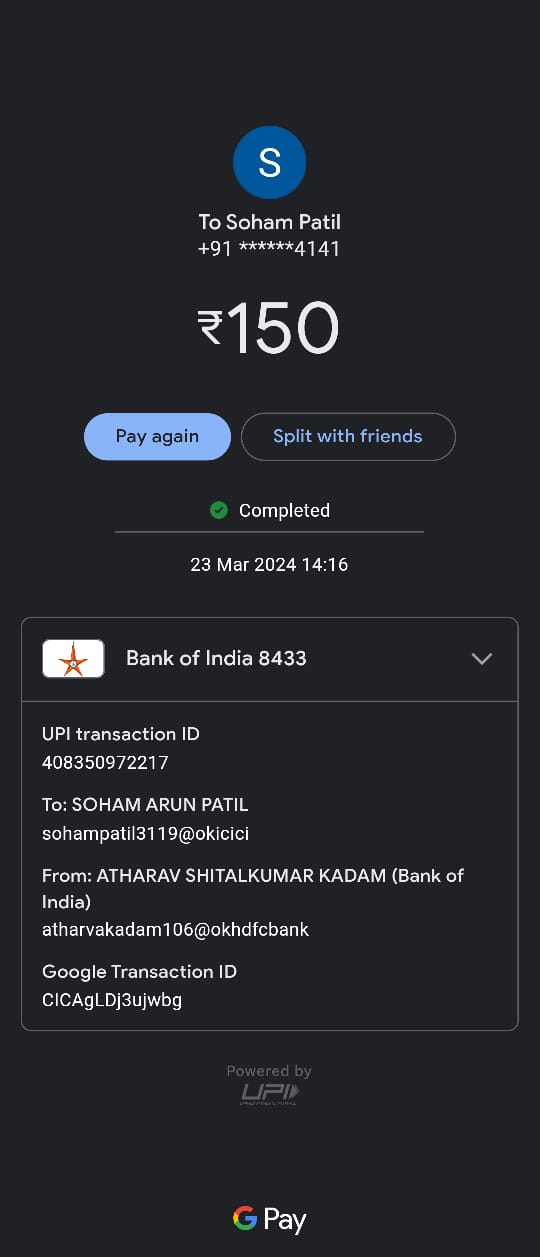 S
To Soham Patil
+91 ******4141
₹150
Pay again
Split with friends
Completed
23 Mar 2024 14:16
Bank of India 8433
UPI transaction ID
408350972217
To: SOHAM ARUN PATIL
sohampatil3119@okicici
From: ATHARAV SHITALKUMAR KADAM (Bank of
India)
atharvakadam106@okhdfcbank
Google Transaction ID
CICAgLDj3ujwbg
Powered by
UPI
G Pay